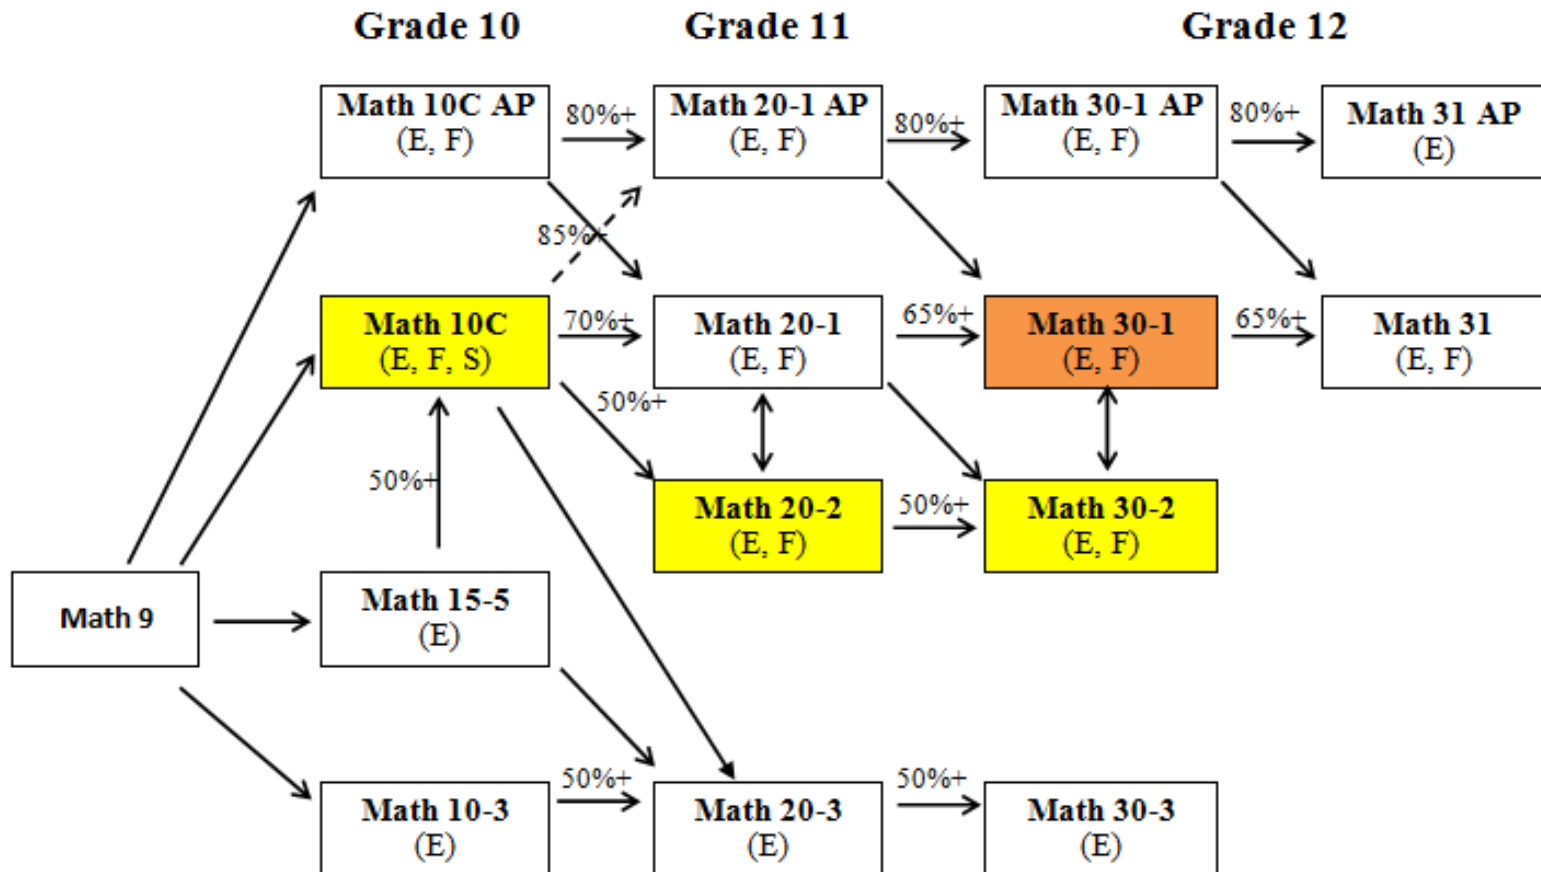 Grade 10
Grade 11
Grade 12
Math 10C AP
(E, F)
80%+
Math 20-1 AP
(E, F)
80%+
Math 30-1 AP
(E, F)
80%+
Math 31 AP
(E)
85%+
Math 10C
(E, F, S)
70%+
Math 20-1
(E, F)
65%+
Math 30-1
(E, F)
65%+
Math 31
(E, F)
50%+
50%+
Math 20-2
(E, F)
50%+
Math 30-2
(E, F)
Math 9
Math 15-5
(E)
Math 10-3
(E)
50%+
Math 20-3
(E)
50%+
Math 30-3
(E)